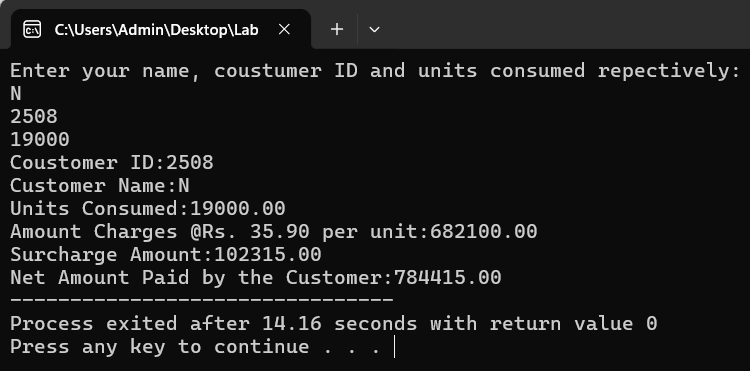 C:\Users\Admin\Desktop\Lab
Enter your name, coustumer ID and units consumed repectively:
N
2508
19000
Coustomer ID:2508
Customer Name:N
Units Consumed:19000.00
Amount Charges @Rs. 35.90 per unit:682100.00
Surcharge Amount:102315.00
Net Amount Paid by the Customer:784415.00
--------------------------------
Process exited after 14.16 seconds with return value 0
Press any key to continue . . .